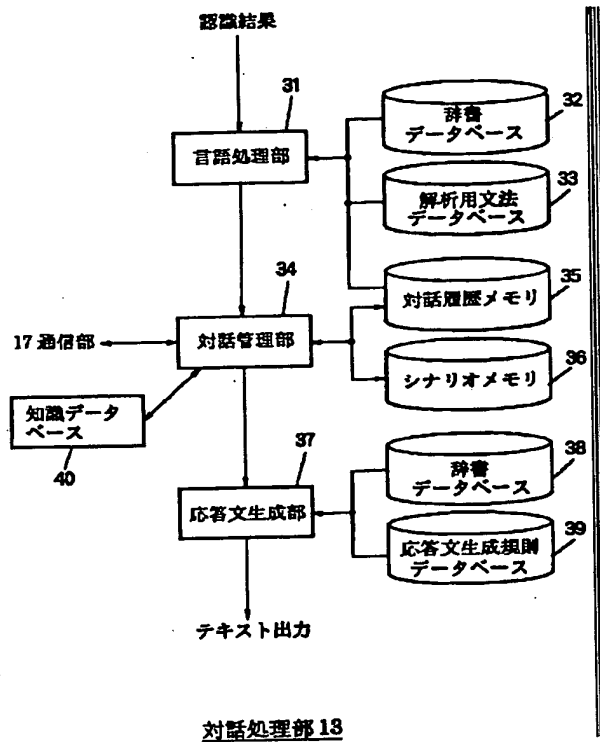 認識結果
31
言語処理部
32
辞書
データベース
33
解析用文法
データベース
34
対話管理部
17 通信部
35
対話履歴メモリ
36
シナリオメモリ
知識データ
ベース
40
37
応答文生成部
38
辞書
データベース
39
応答文生成規則
データベース
テキスト出力
対話処理部 13